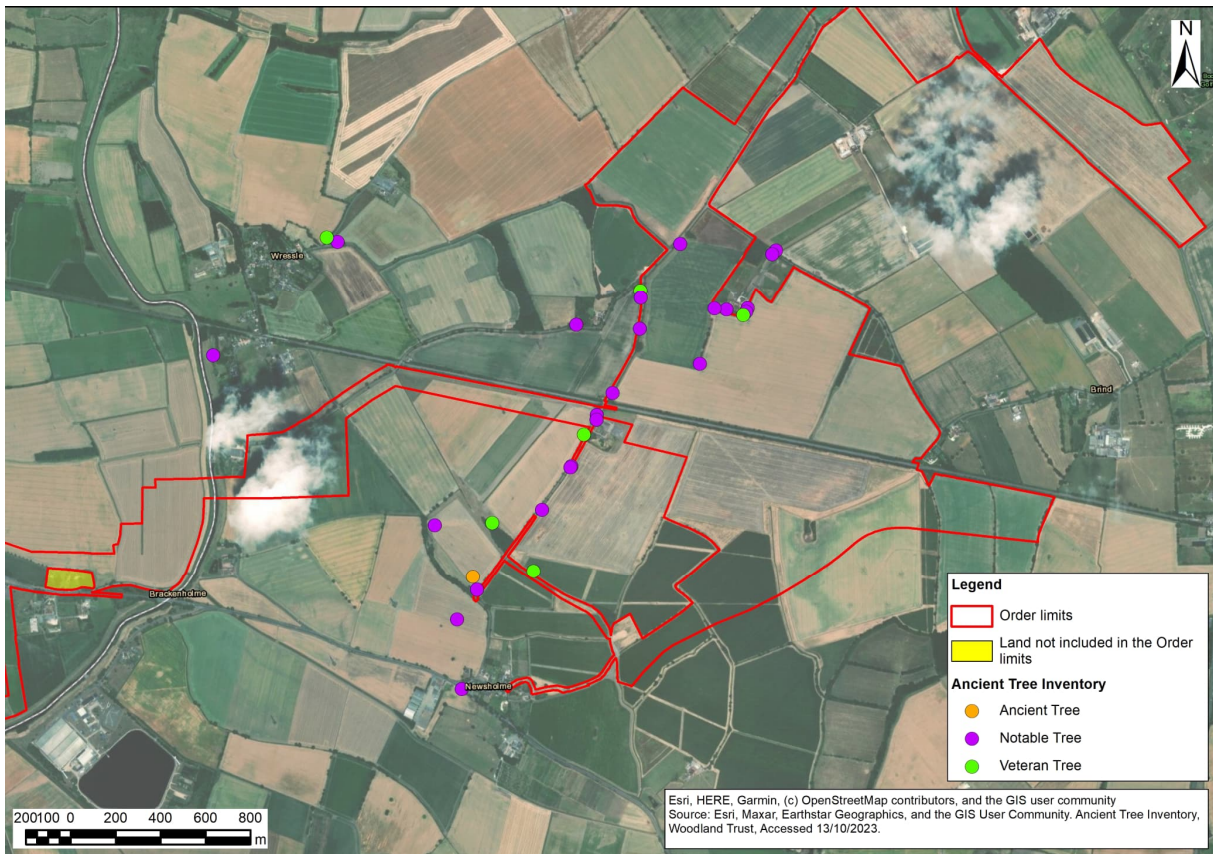 N
Wressle
Brind
Brackenholme
Newsholme
Legend
Order limits
Land not included in the Order
limits
Ancient Tree Inventory
Ancient Tree
Notable Tree
Veteran Tree
200100 0 200 400 600 800
m
Esri, HERE, Garmin, (c) OpenStreetMap contributors, and the GIS user community
Source: Esri, Maxar, Earthstar Geographics, and the GIS User Community. Ancient Tree Inventory,
Woodland Trust, Accessed 13/10/2023.